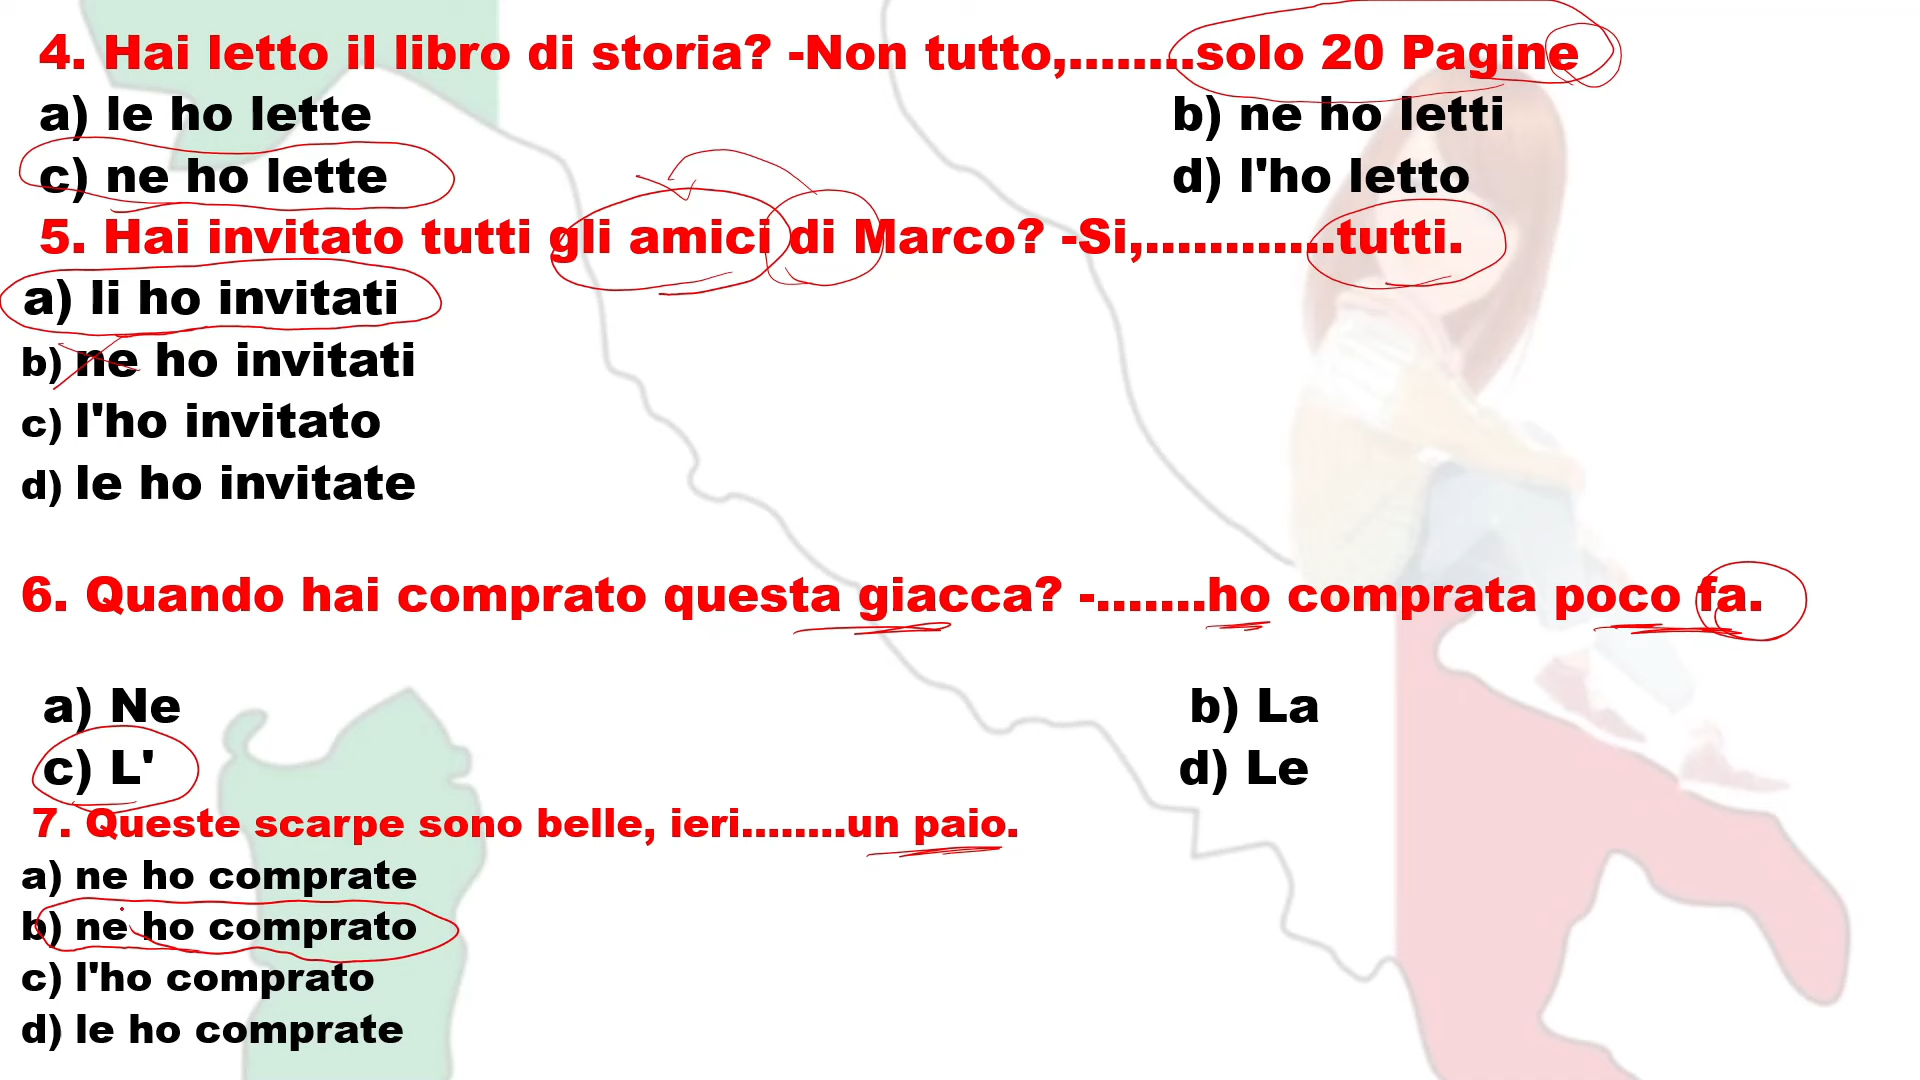 4. Hai letto il libro di storia? -Non tutto,........solo 20 Pagine
a) le ho lette b) ne ho letti
c) ne ho lette d) l'ho letto
5. Hai invitato tutti gli amici di Marco? -Si,............tutti.
a) li ho invitati
b) ne ho invitati
c) l'ho invitato
d) le ho invitate
6. Quando hai comprato questa giacca? -.......ho comprata poco fa.
a) Ne b) La
c) L' d) Le
7. Queste scarpe sono belle, ieri........un paio.
a) ne ho comprate
b) ne ho comprato
c) l'ho comprato
d) le ho comprate